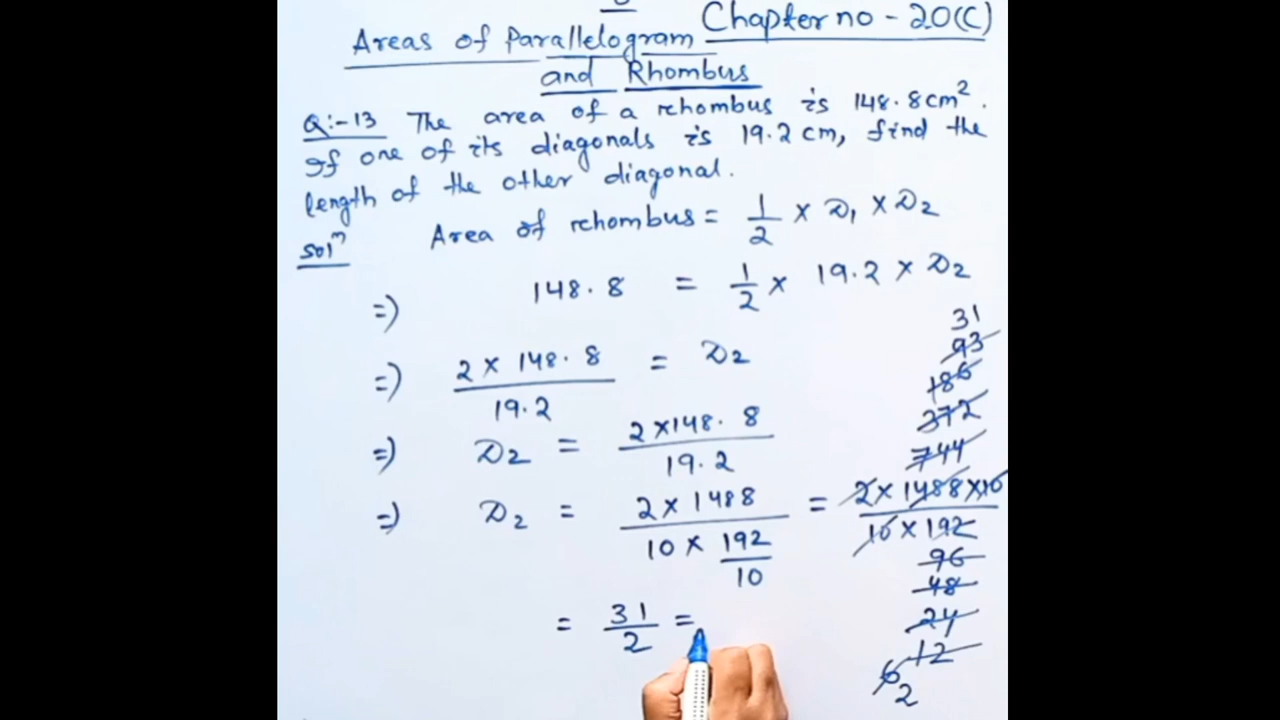 Chapter no - 20(C)
Areas of Parallelogram
and Rhombus
Q:-13 The area of a rhombus is 148.8cm².
If one of its diagonals is 19.2 cm, find the
length of the other diagonal.
Solⁿ Area of rhombus = 1/2 × D₁ × D₂
=) 148.8 = 1/2 × 19.2 × D₂
=) 2 × 148.8 / 19.2 = D₂
=) D₂ = 2 × 148.8 / 19.2
=) D₂ = 2 × 1488 / 10 × 192/10 = 2 × 1488 × 10 / 10 × 192
31
93
186
372
744
96
48
24
12
6
2
= 31/2 =